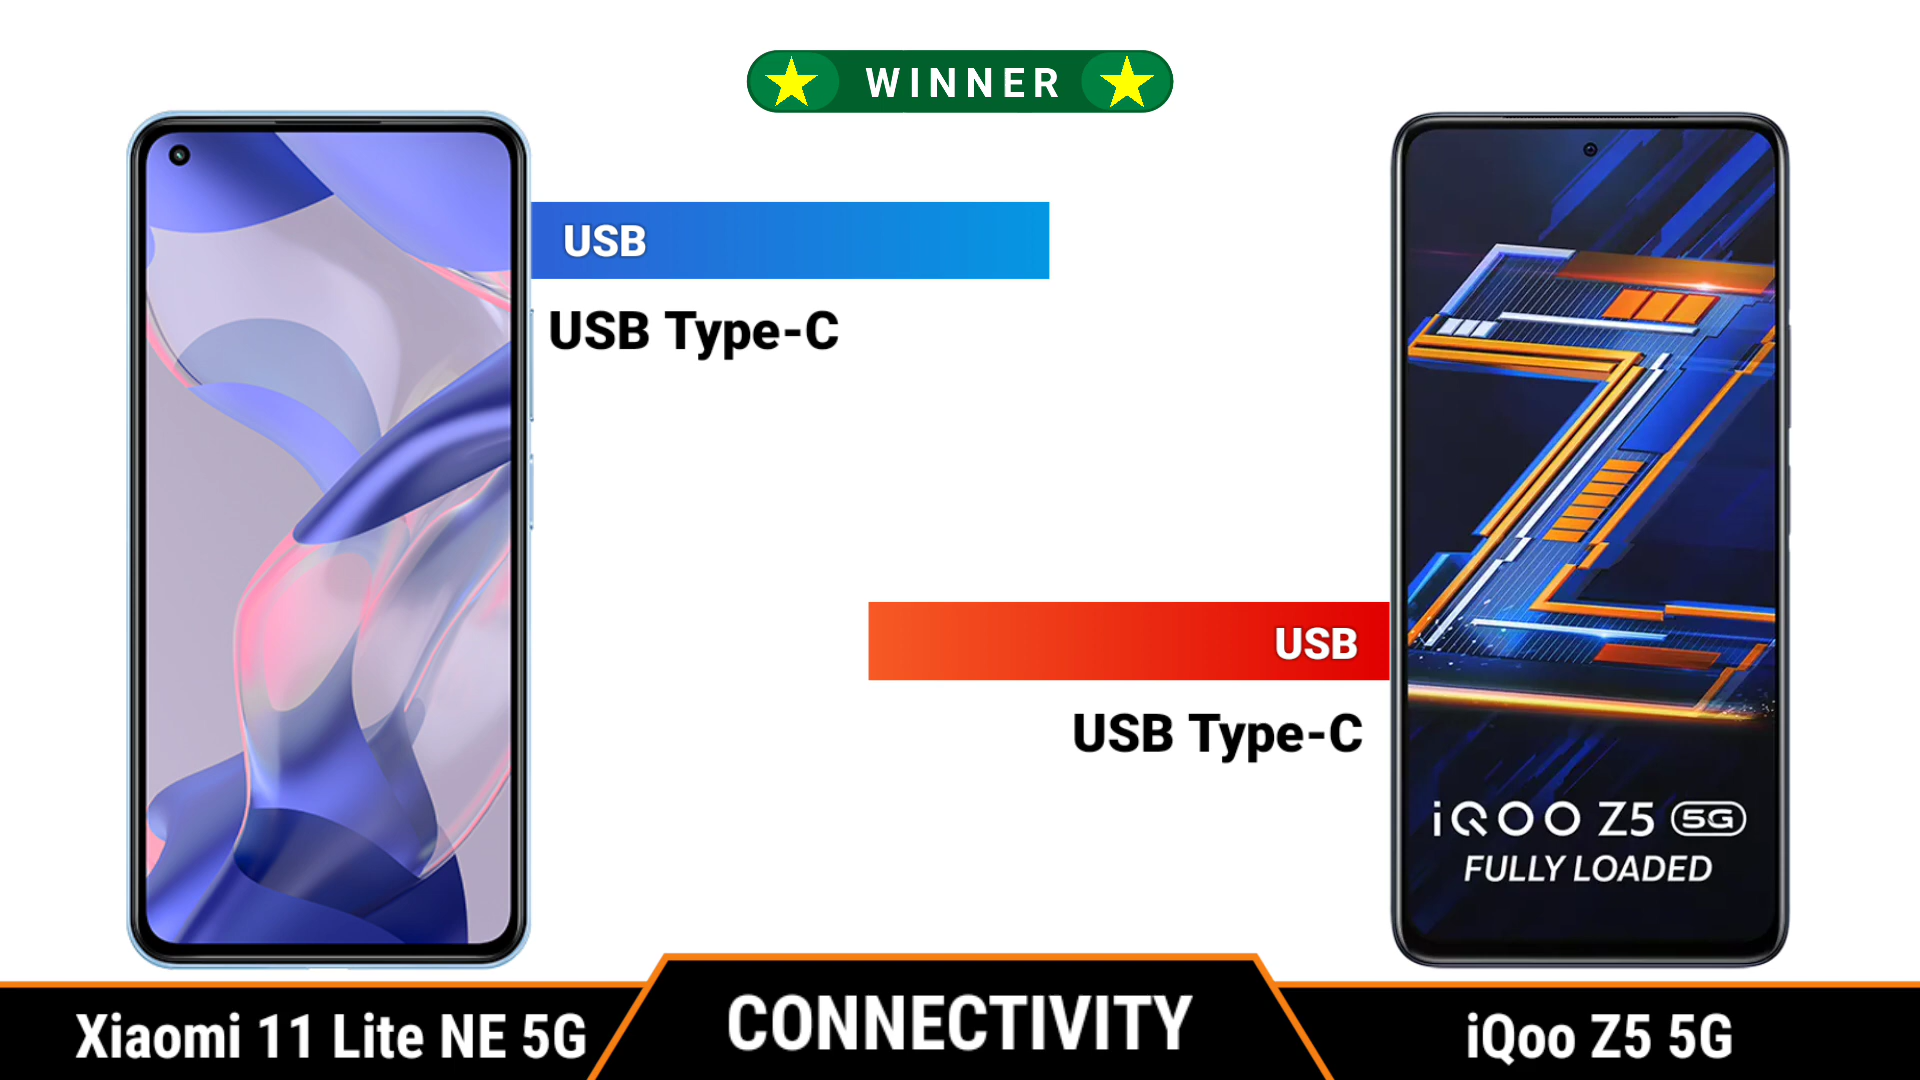 WINNER
USB
USB Type-C
USB
USB Type-C
iQOO Z5 5G
FULLY LOADED
Xiaomi 11 Lite NE 5G
CONNECTIVITY
iQoo Z5 5G